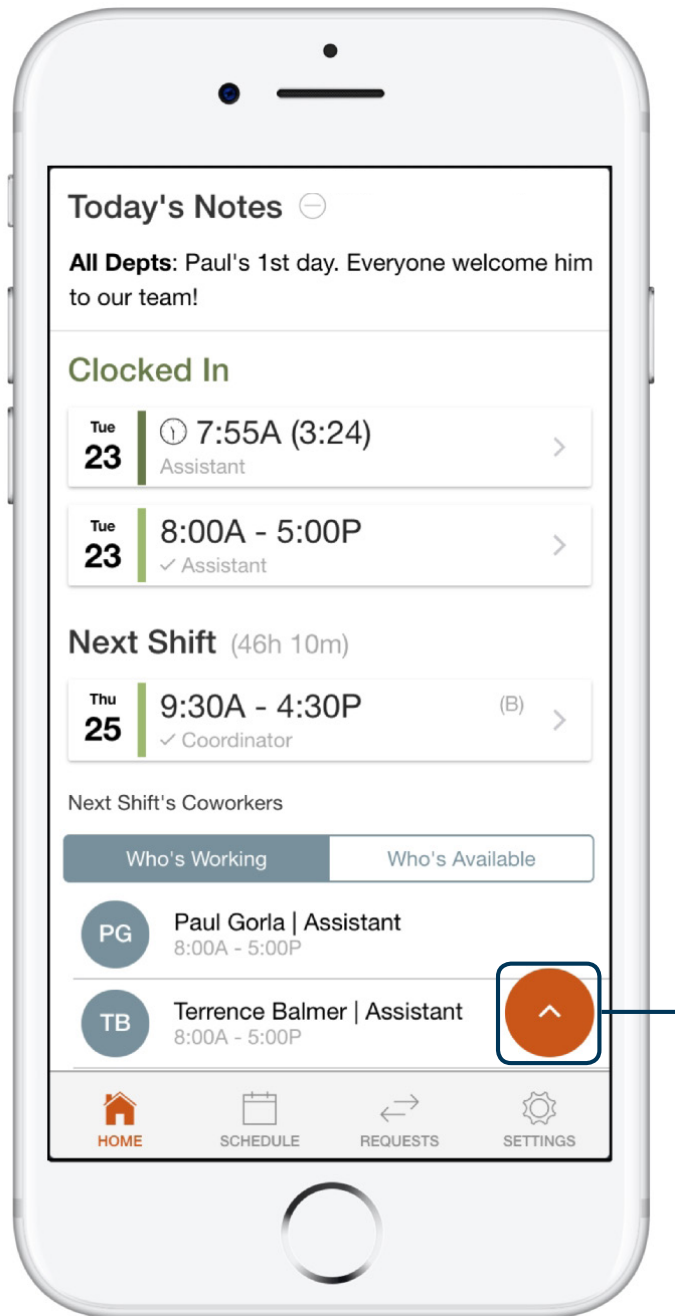 Today's Notes
All Depts: Paul's 1st day. Everyone welcome him
to our team!
Clocked In
Tue
23
7:55A (3:24)
Assistant
Tue
23
8:00A - 5:00P
✓ Assistant
Next Shift (46h 10m)
Thu
25
9:30A - 4:30P (B)
✓ Coordinator
Next Shift's Coworkers
Who's Working Who's Available
PG
Paul Gorla | Assistant
8:00A - 5:00P
TB
Terrence Balmer | Assistant
8:00A - 5:00P
HOME SCHEDULE REQUESTS SETTINGS